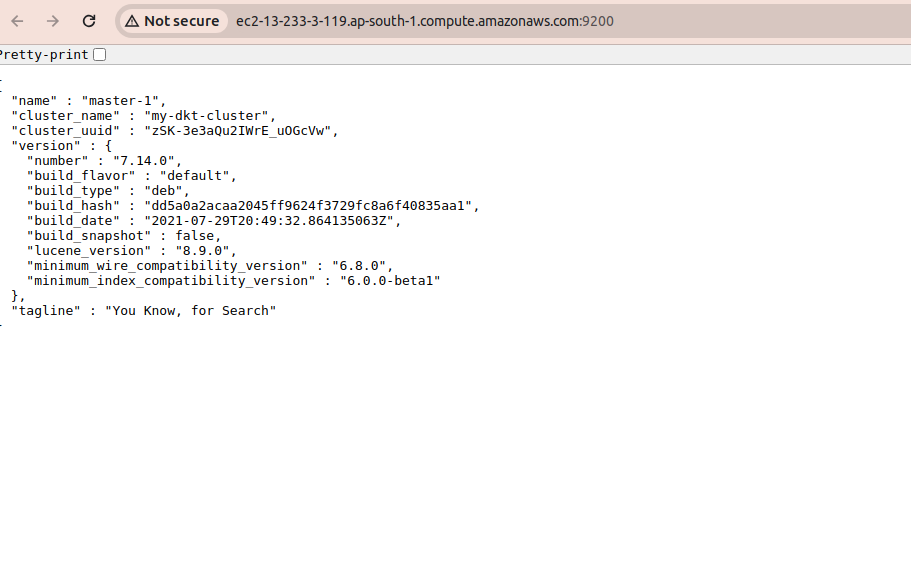 Not secure ec2-13-233-3-119.ap-south-1.compute.amazonaws.com:9200
Pretty-print
{
"name" : "master-1",
"cluster_name" : "my-dkt-cluster",
"cluster_uuid" : "zSK-3e3aQu2IWrE_uOGcVw",
"version" : {
"number" : "7.14.0",
"build_flavor" : "default",
"build_type" : "deb",
"build_hash" : "dd5a0a2acaa2045ff9624f3729fc8a6f40835aa1",
"build_date" : "2021-07-29T20:49:32.864135063Z",
"build_snapshot" : false,
"lucene_version" : "8.9.0",
"minimum_wire_compatibility_version" : "6.8.0",
"minimum_index_compatibility_version" : "6.0.0-beta1"
},
"tagline" : "You Know, for Search"